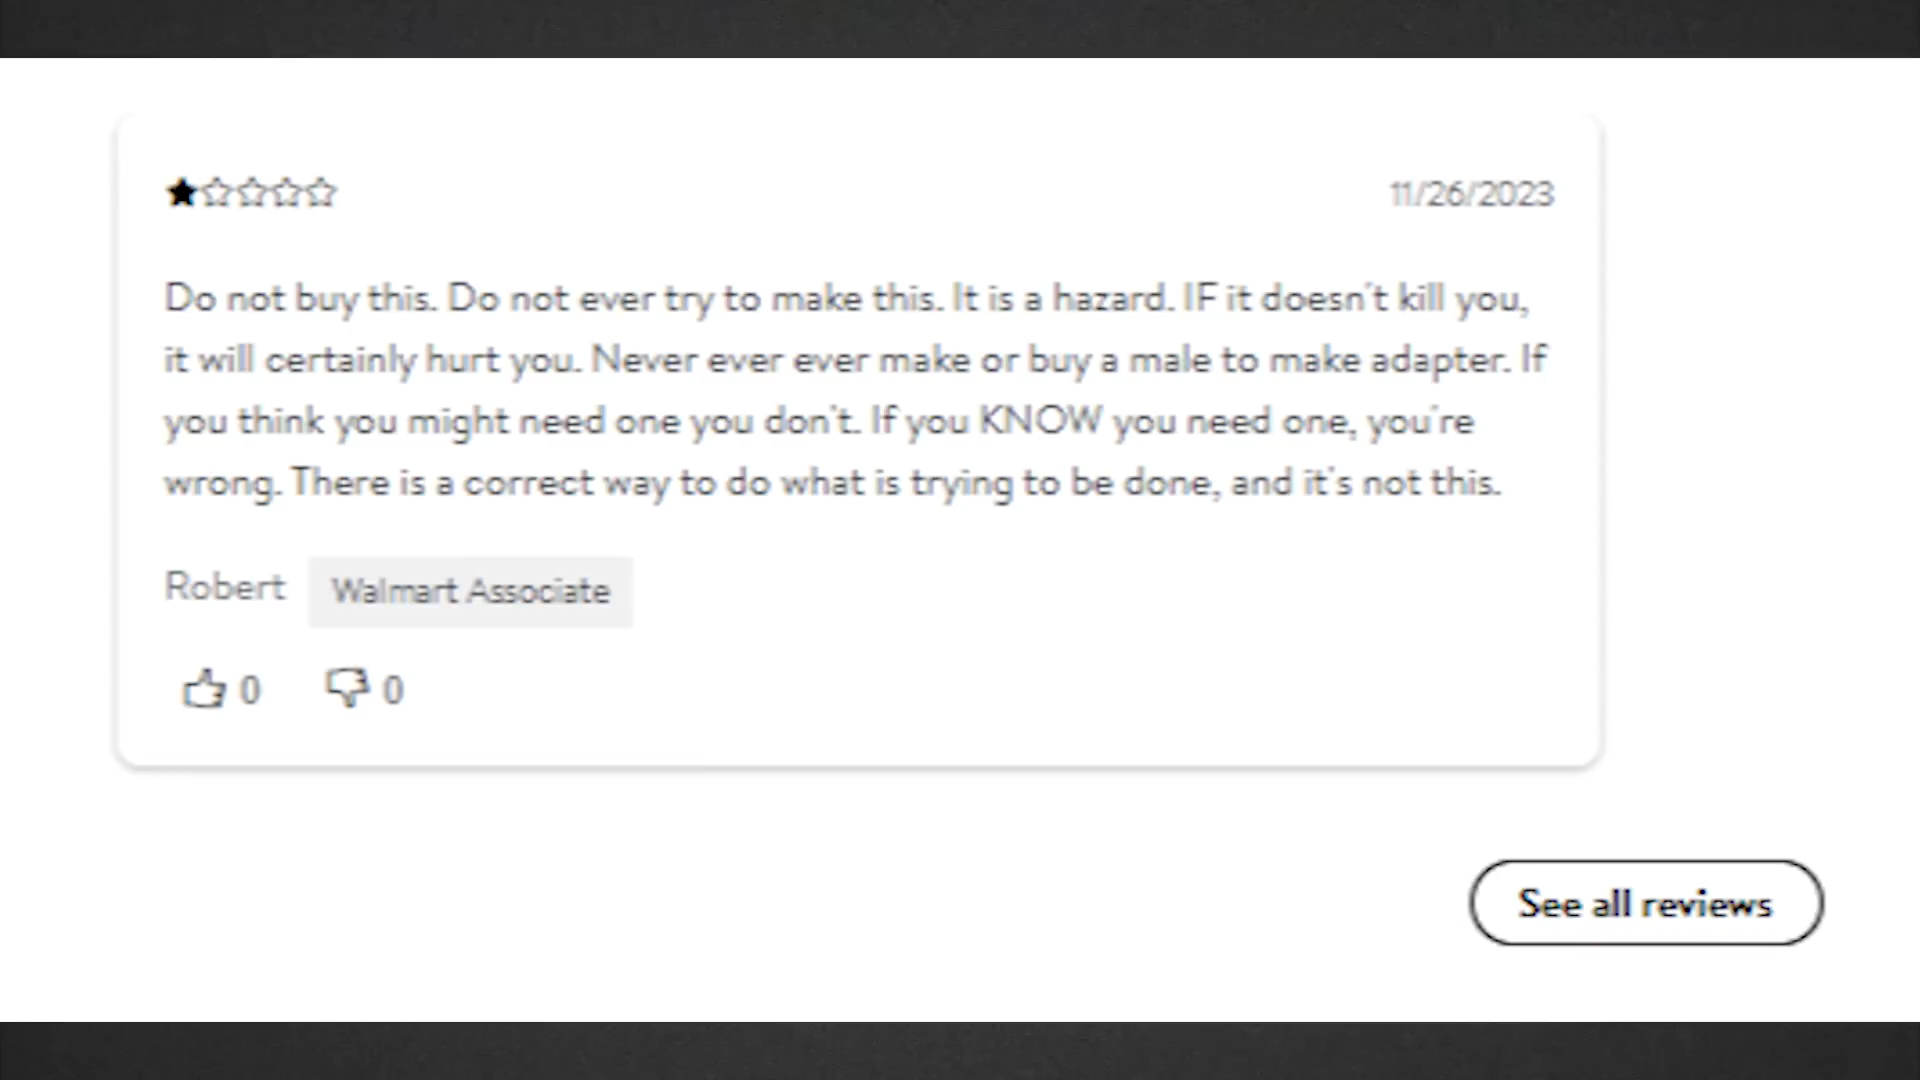 11/26/2023
Do not buy this. Do not ever try to make this. It is a hazard. IF it doesn't kill you,
it will certainly hurt you. Never ever ever make or buy a male to make adapter. If
you think you might need one you don't. If you KNOW you need one, you're
wrong. There is a correct way to do what is trying to be done, and it's not this.
Robert Walmart Associate
0 0
See all reviews